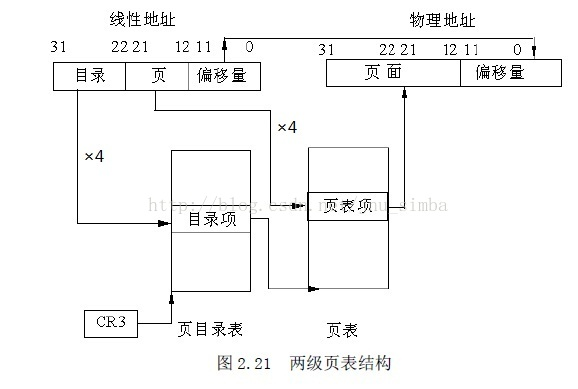 线性地址 物理地址
31 22 21 12 11 0 31 22 21 12 11 0
目录 页 偏移量 页面 偏移量
×4 ×4
目录项 页表项
CR3 页目录表 页表
图 2.21 两级页表结构